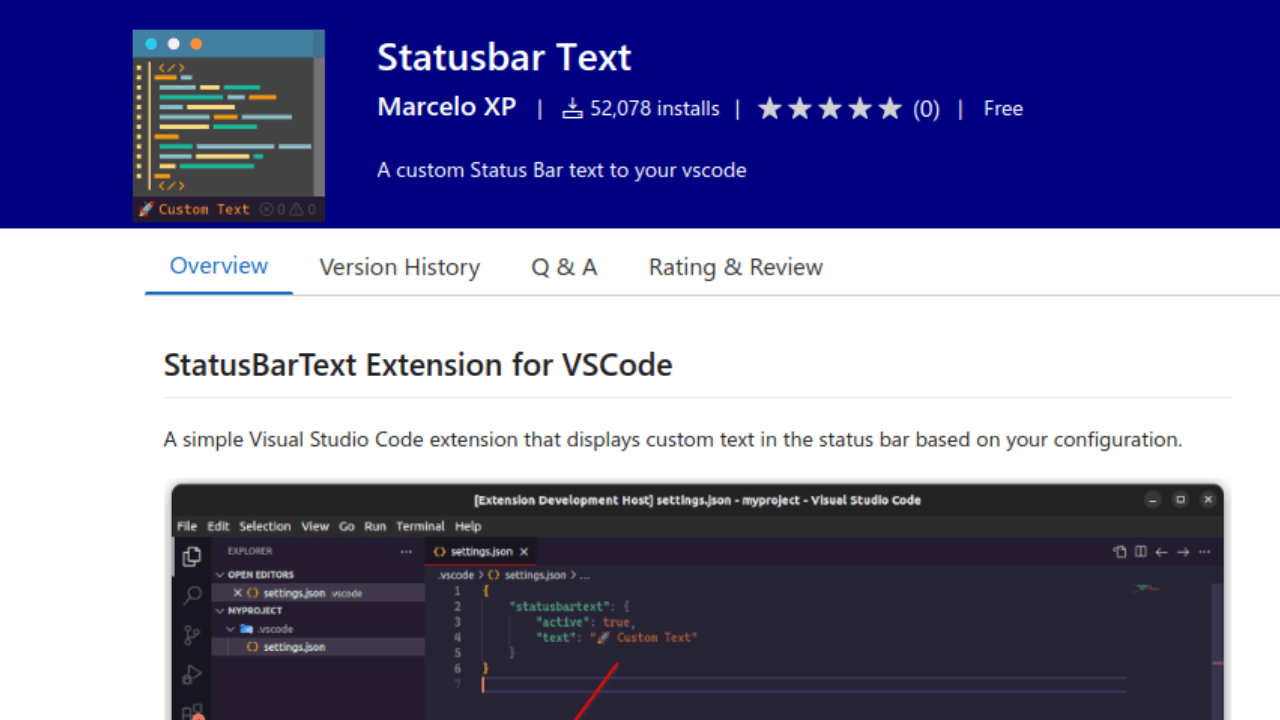 Statusbar Text
Marcelo XP | 52,078 installs | (0) | Free
A custom Status Bar text to your vscode
</>
</>
🚀 Custom Text 0 0
Overview Version History Q & A Rating & Review
StatusBarText Extension for VSCode
A simple Visual Studio Code extension that displays custom text in the status bar based on your configuration.
[Extension Development Host] settings.json - myproject - Visual Studio Code
File Edit Selection View Go Run Terminal Help
EXPLORER ...
{} settings.json ×
OPEN EDITORS
× {} settings.json .vscode
MYPROJECT
.vscode
{} settings.json
.vscode > {} settings.json > ...
1 {
2 "statusbartext": {
3 "active": true,
4 "text": "🚀 Custom Text"
5 }
6 }
7